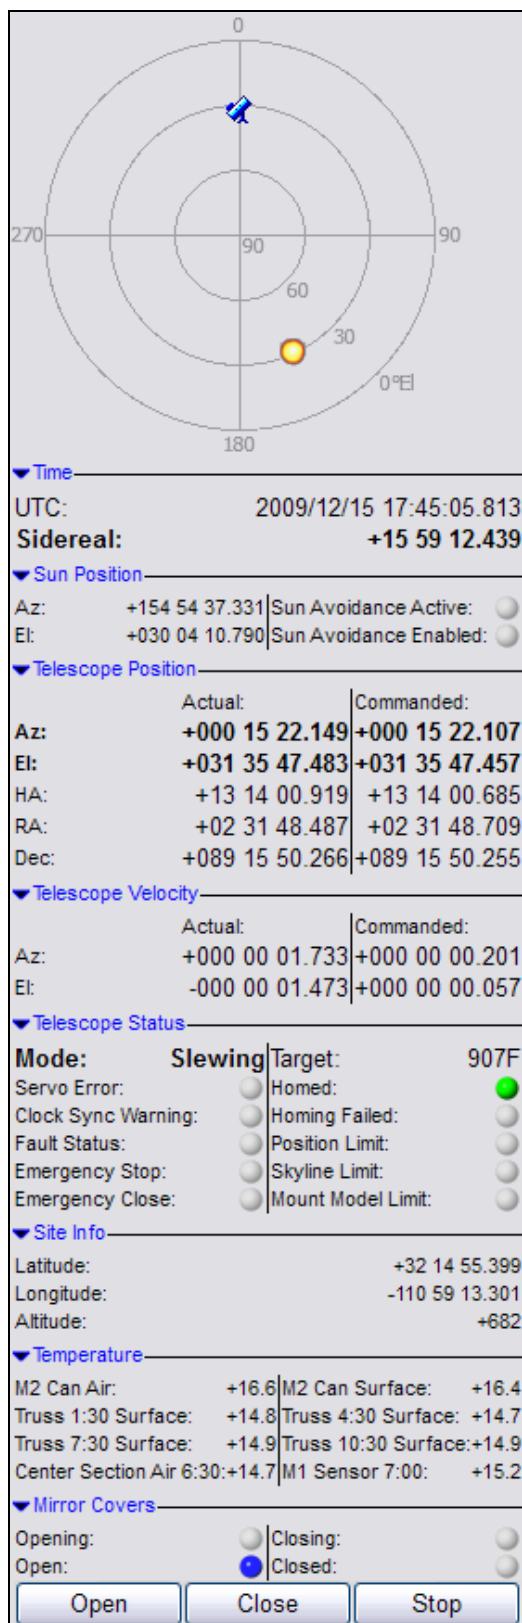 0
270
90
90
60
30
0°El
180
Time
UTC: 2009/12/15 17:45:05.813
Sidereal: +15 59 12.439
Sun Position
Az: +154 54 37.331 Sun Avoidance Active:
El: +030 04 10.790 Sun Avoidance Enabled:
Telescope Position
Actual: Commanded:
Az: +000 15 22.149 +000 15 22.107
El: +031 35 47.483 +031 35 47.457
HA: +13 14 00.919 +13 14 00.685
RA: +02 31 48.487 +02 31 48.709
Dec: +089 15 50.266 +089 15 50.255
Telescope Velocity
Actual: Commanded:
Az: +000 00 01.733 +000 00 00.201
El: -000 00 01.473 +000 00 00.057
Telescope Status
Mode: Slewing Target: 907F
Servo Error: Homed:
Clock Sync Warning: Homing Failed:
Fault Status: Position Limit:
Emergency Stop: Skyline Limit:
Emergency Close: Mount Model Limit:
Site Info
Latitude: +32 14 55.399
Longitude: -110 59 13.301
Altitude: +682
Temperature
M2 Can Air: +16.6 M2 Can Surface: +16.4
Truss 1:30 Surface: +14.8 Truss 4:30 Surface: +14.7
Truss 7:30 Surface: +14.9 Truss 10:30 Surface:+14.9
Center Section Air 6:30:+14.7 M1 Sensor 7:00: +15.2
Mirror Covers
Opening: Closing:
Open: Closed:
Open Close Stop